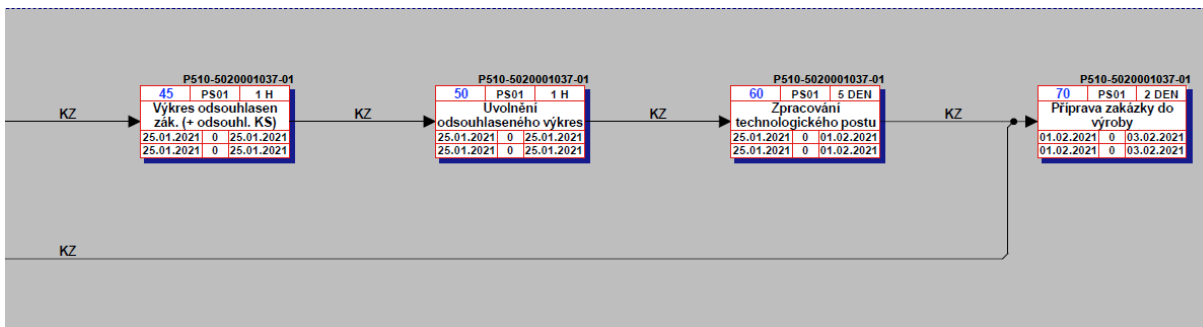 P510-5020001037-01
45 PS01 1 H
Výkres odsouhlasen
zák. (+ odsouhl. KS)
25.01.2021 0 25.01.2021
25.01.2021 0 25.01.2021
P510-5020001037-01
50 PS01 1 H
Uvolnění
odsouhlaseného výkres
25.01.2021 0 25.01.2021
25.01.2021 0 25.01.2021
P510-5020001037-01
60 PS01 5 DEN
Zpracování
technologického postu
25.01.2021 0 01.02.2021
25.01.2021 0 01.02.2021
P510-5020001037-01
70 PS01 2 DEN
Příprava zakázky do
výroby
01.02.2021 0 03.02.2021
01.02.2021 0 03.02.2021
KZ
KZ
KZ
KZ
KZ